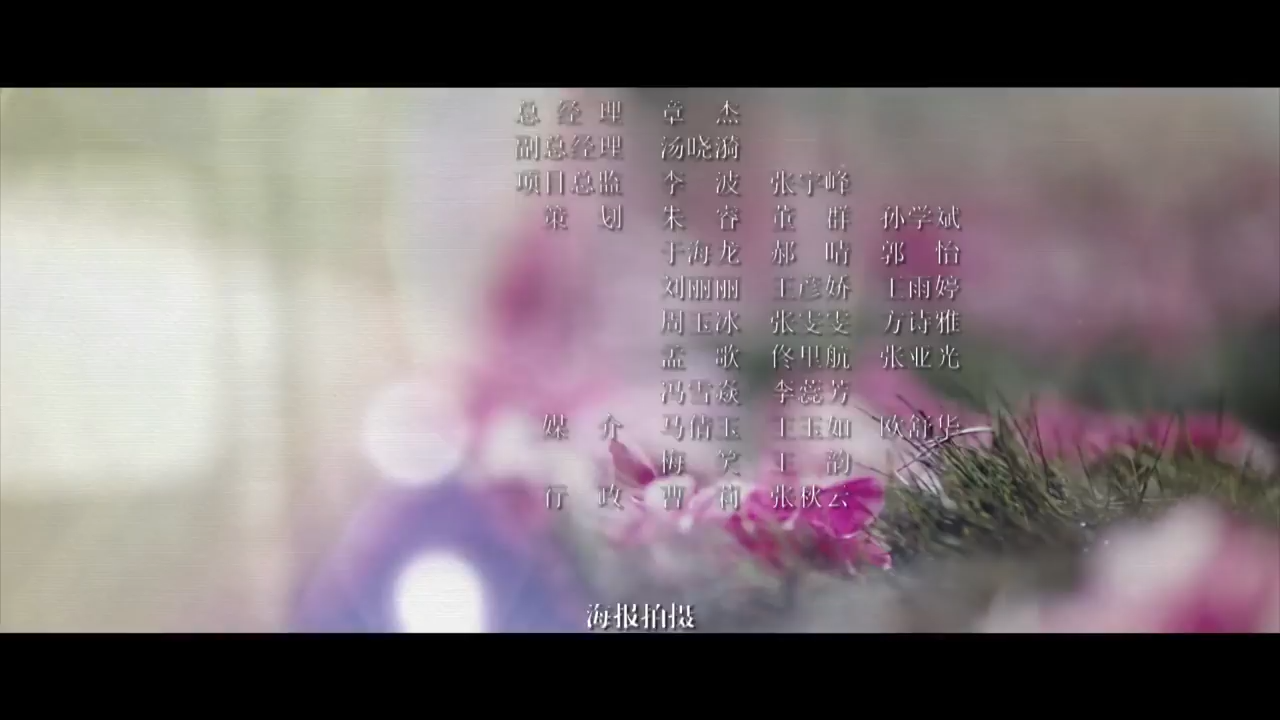 总经理 章杰
副总经理 汤晓漪
项目总监 李波 张宇峰
策划 朱睿 董群 孙学斌
于海龙 郝晴 郭怡
刘丽丽 王彦娇 王雨婷
周玉冰 张雯雯 方诗雅
孟歌 佟里航 张亚光
冯雪焱 李蕊芳
媒介 马倩玉 王玉如 欧舒华
梅笑 王韵
行政 曹莉 张秋云
海报拍摄